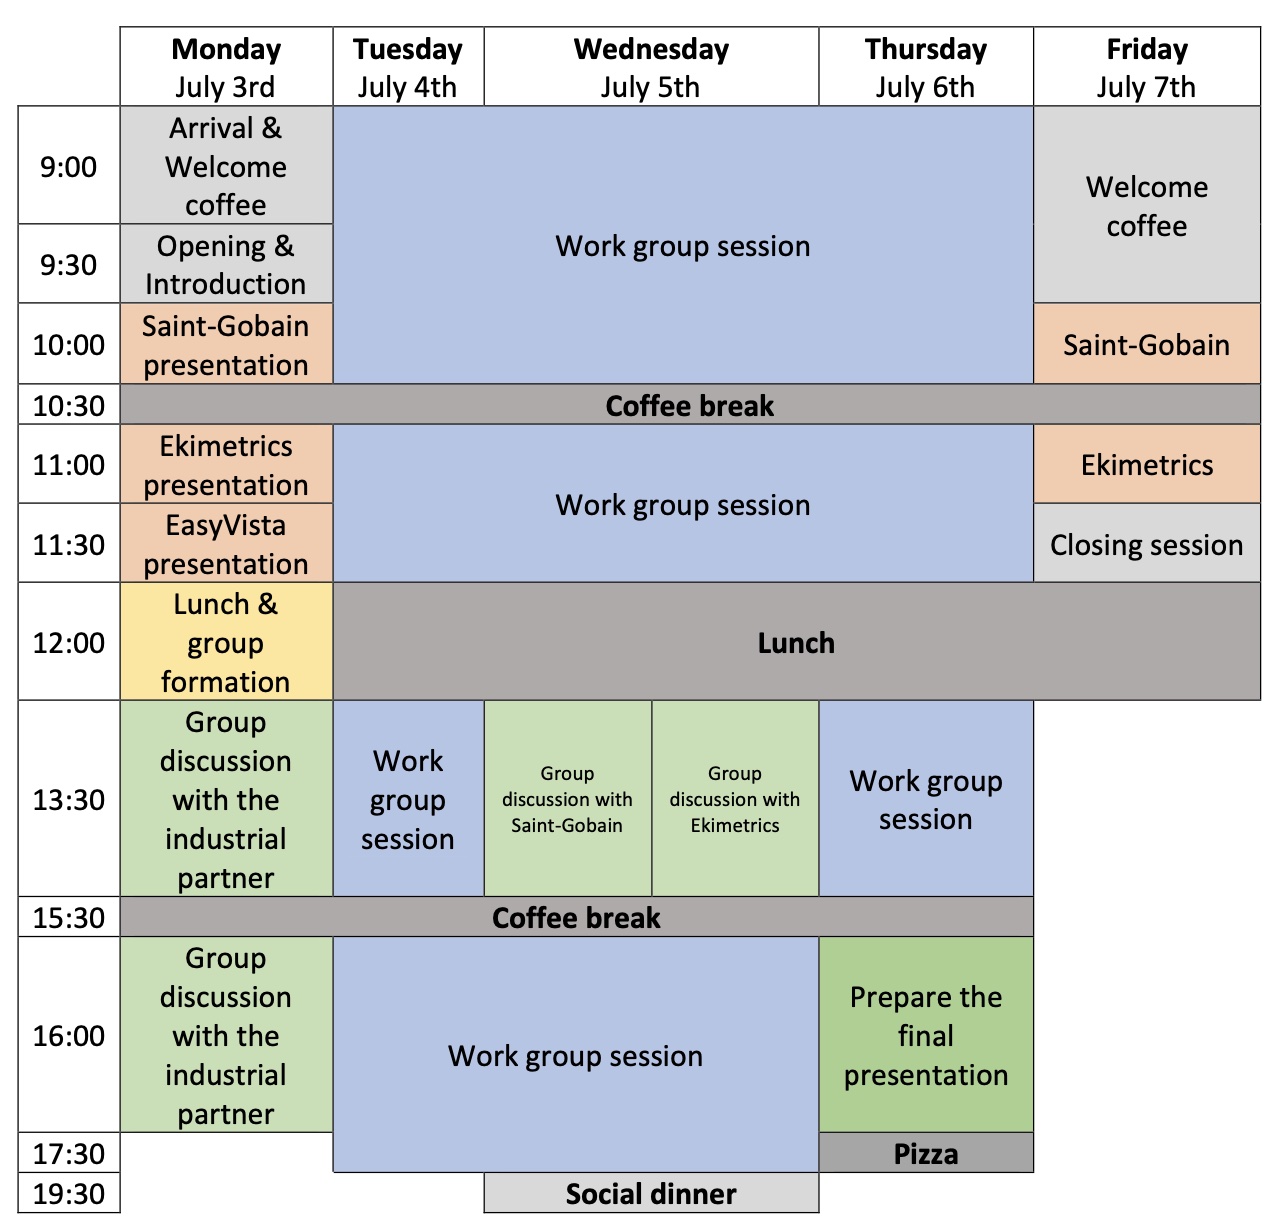 Monday
July 3rd
Tuesday
July 4th
Wednesday
July 5th
Thursday
July 6th
Friday
July 7th
9:00
Arrival &
Welcome
coffee
Work group session
Welcome
coffee
9:30
Opening &
Introduction
10:00
Saint-Gobain
presentation
Saint-Gobain
10:30
Coffee break
11:00
Ekimetrics
presentation
Work group session
Ekimetrics
11:30
EasyVista
presentation
Closing session
12:00
Lunch &
group
formation
Lunch
13:30
Group
discussion
with the
industrial
partner
Work
group
session
Group
discussion with
Saint-Gobain
Group
discussion with
Ekimetrics
Work group
session
15:30
Coffee break
16:00
Group
discussion
with the
industrial
partner
Work group session
Prepare the
final
presentation
17:30
Pizza
19:30
Social dinner